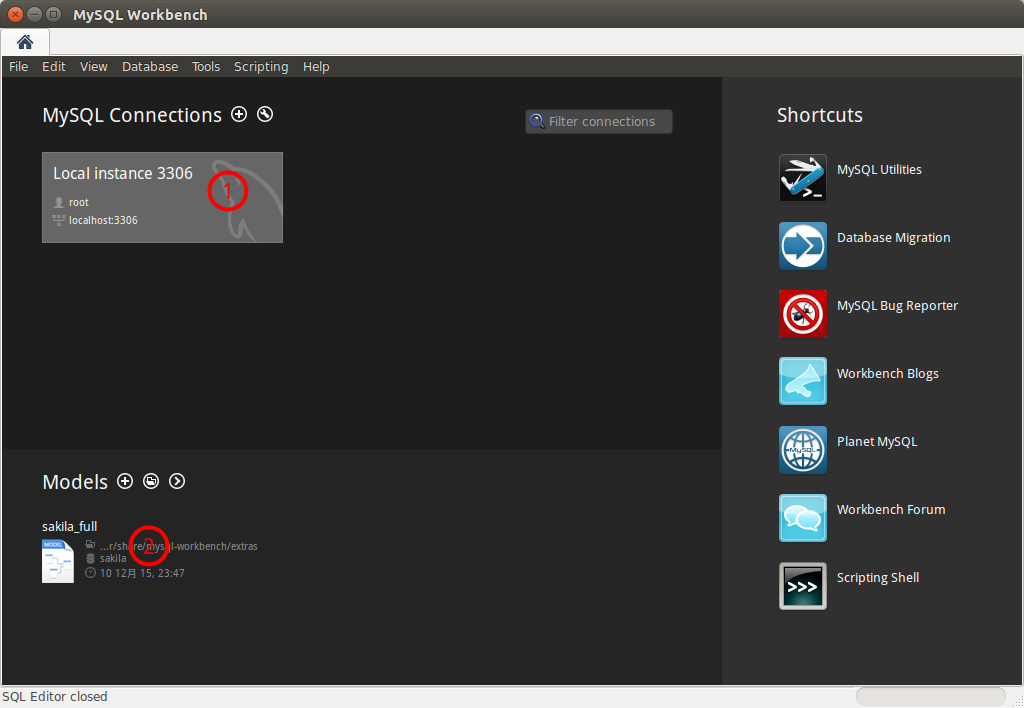 MySQL Workbench
File Edit View Database Tools Scripting Help
MySQL Connections
Filter connections
Local instance 3306
1
root
localhost:3306
Models
sakila_full
MODEL
...r/share/mysql-workbench/extras
2
sakila
10 12月 15, 23:47
Shortcuts
>_
MySQL Utilities
Database Migration
MySQL Bug Reporter
Workbench Blogs
MySQL
Planet MySQL
Workbench Forum
>>>
Scripting Shell
SQL Editor closed